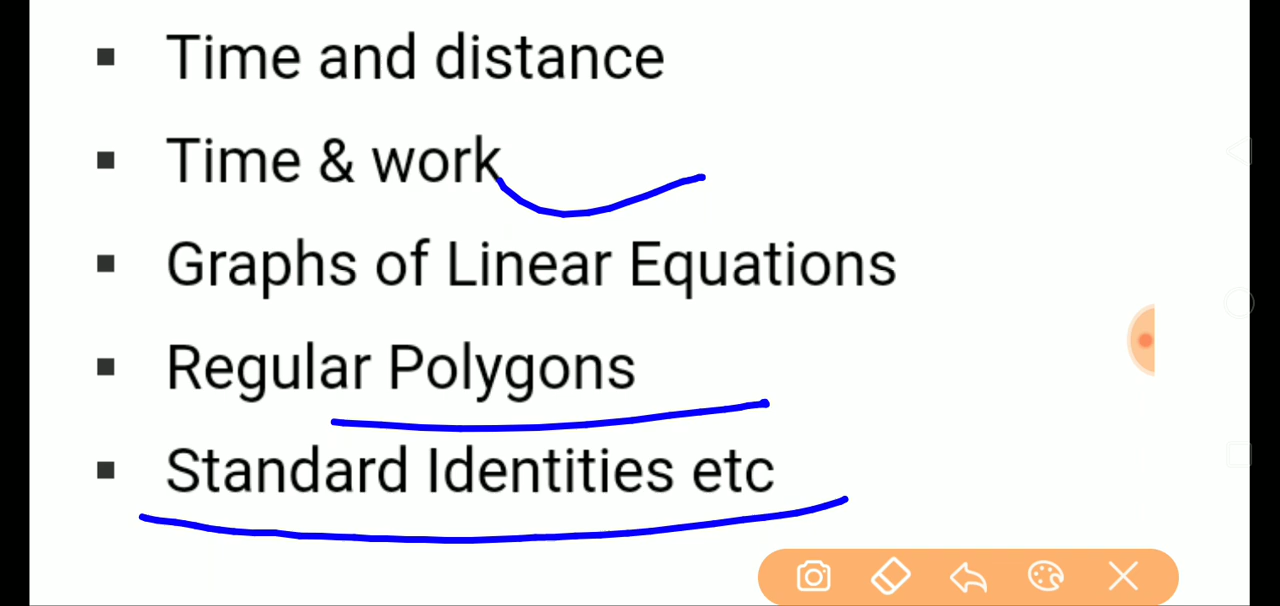 ▪ Time and distance
▪ Time & work
▪ Graphs of Linear Equations
▪ Regular Polygons
▪ Standard Identities etc